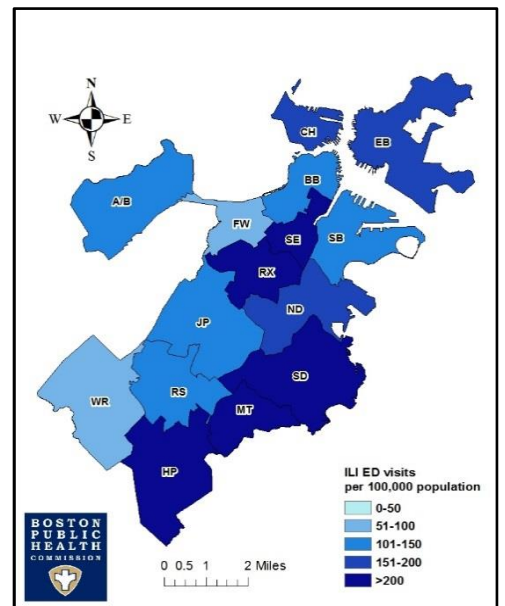 N
W E
S
CH
EB
A/B
BB
FW
SE
SB
RX
ND
JP
SD
WR
RS
MT
HP
ILI ED visits
per 100,000 population
0-50
51-100
101-150
151-200
>200
BOSTON
PUBLIC
HEALTH
COMMISSION
0 0.5 1 2 Miles